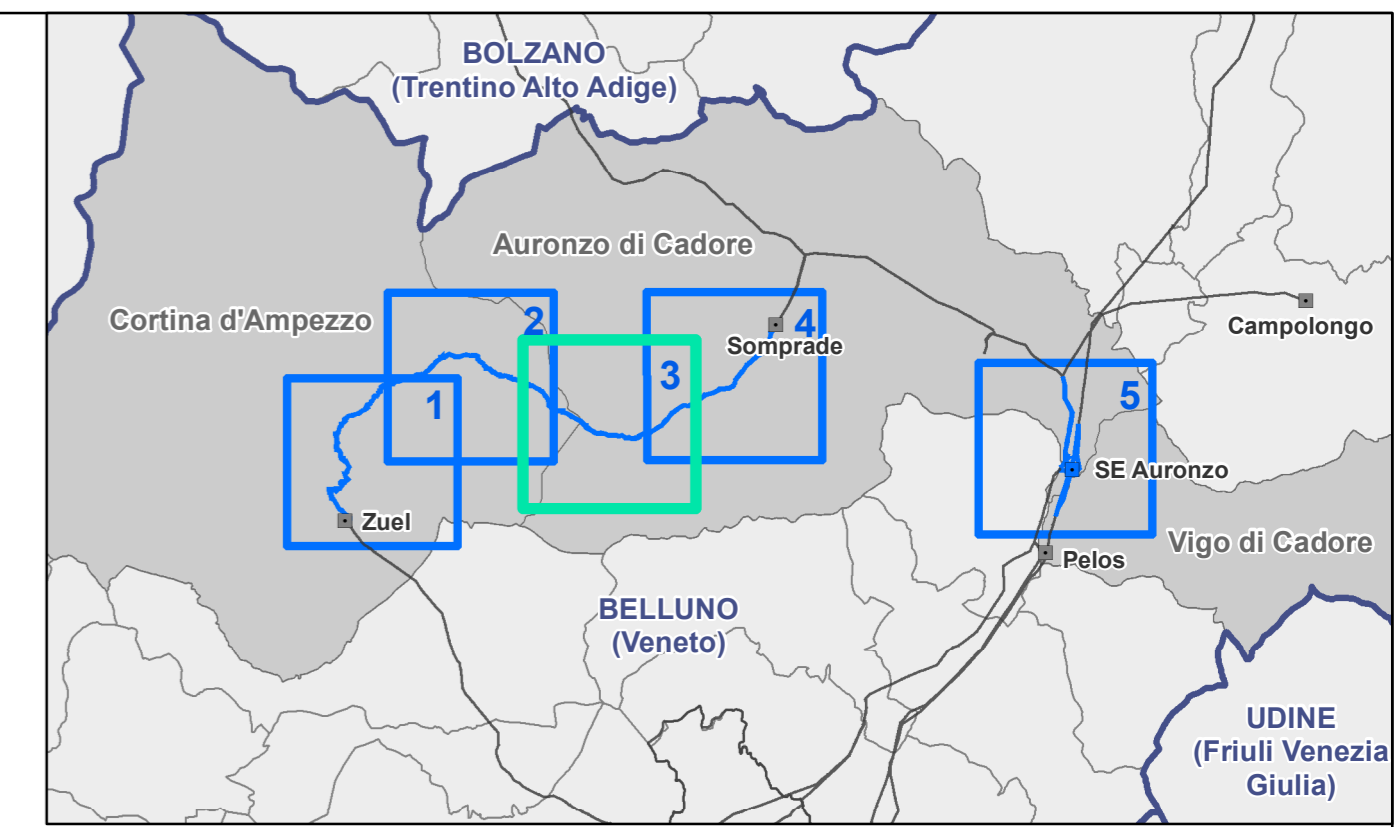 BOLZANO
(Trentino Alto Adige)
Auronzo di Cadore
Cortina d'Ampezzo
2
4
Somprade
Campolongo
3
1
5
SE Auronzo
Zuel
Vigo di Cadore
Pelos
BELLUNO
(Veneto)
UDINE
(Friuli Venezia
Giulia)